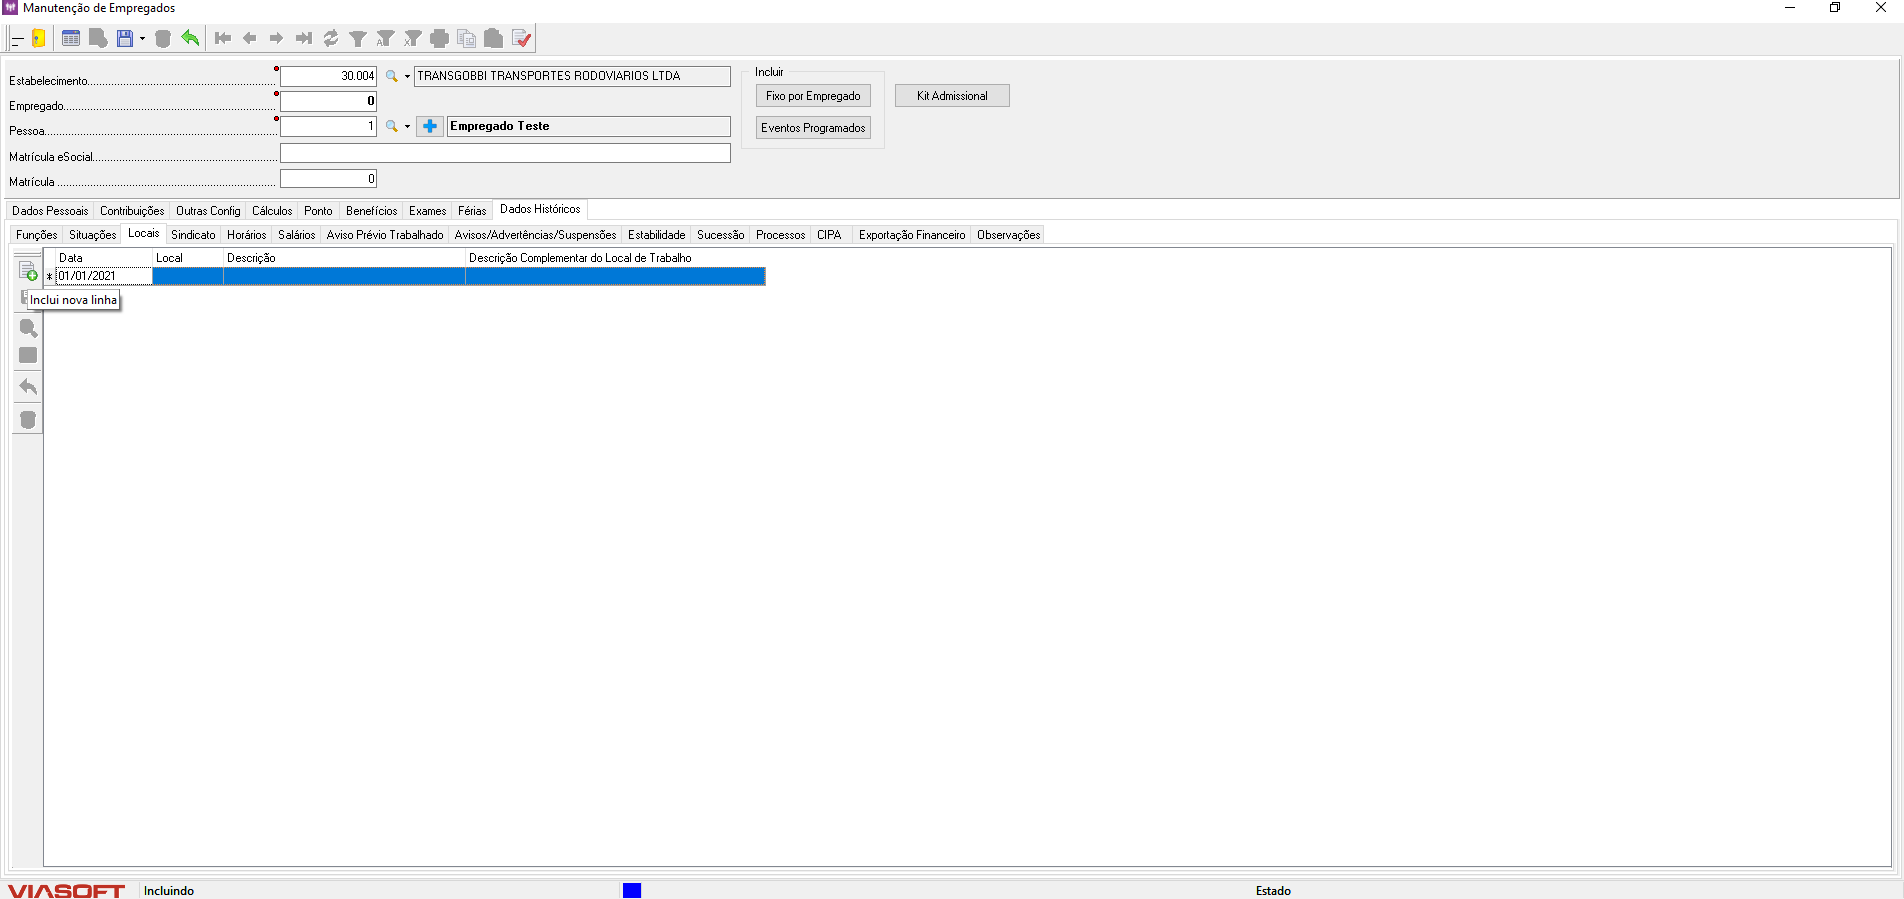 Manutenção de Empregados
Estabelecimento 30.004 TRANSGOBBI TRANSPORTES RODOVIARIOS LTDA
Empregado 0
Pessoa 1 Empregado Teste
Matrícula eSocial
Matrícula 0
Incluir
Fixo por Empregado
Eventos Programados
Kit Admissional
Dados Pessoais Contribuições Outras Config Cálculos Ponto Benefícios Exames Férias Dados Históricos
Funções Situações Locais Sindicato Horários Salários Aviso Prévio Trabalhado Avisos/Advertências/Suspensões Estabilidade Sucessão Processos CIPA Exportação Financeiro Observações
Data Local Descrição Descrição Complementar do Local de Trabalho
* 01/01/2021
Inclui nova linha
VIASOFT Incluindo Estado